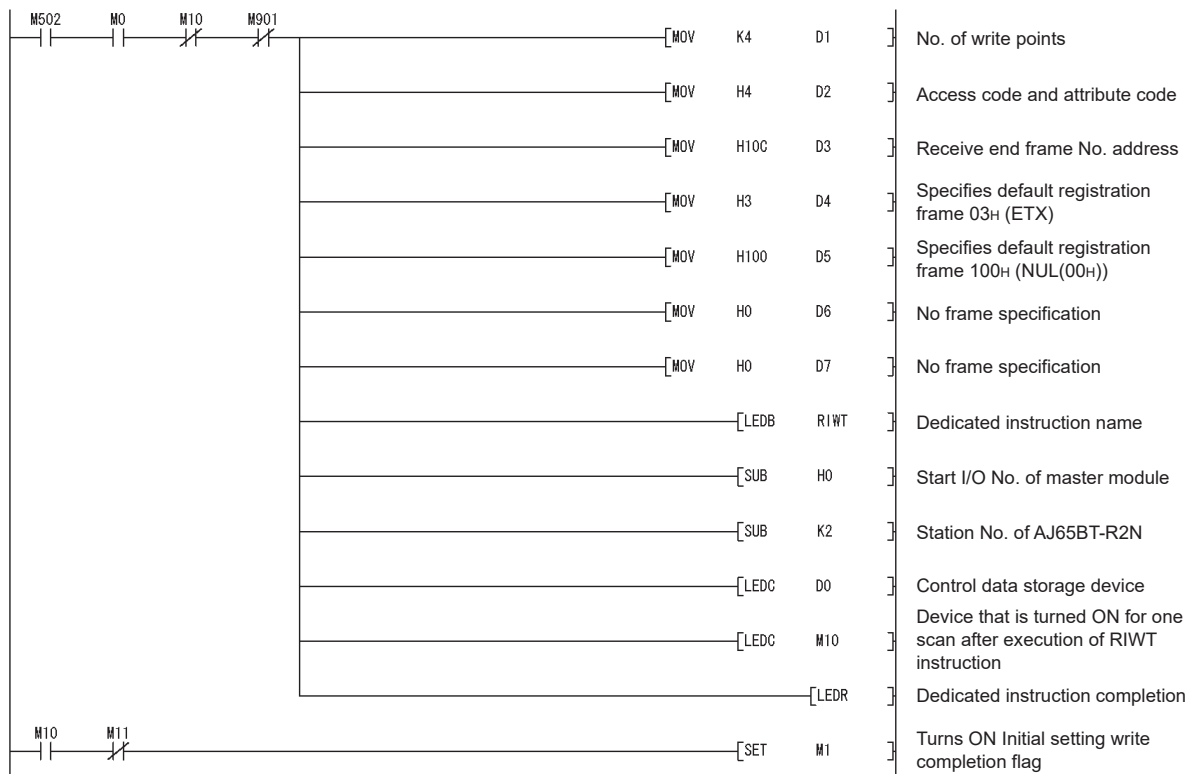 M502 M0 M10 M901
MOV K4 D1 No. of write points
MOV H4 D2 Access code and attribute code
MOV H10C D3 Receive end frame No. address
MOV H3 D4 Specifies default registration
frame 03H (ETX)
MOV H100 D5 Specifies default registration
frame 100H (NUL(00H))
MOV H0 D6 No frame specification
MOV H0 D7 No frame specification
LEDB RIWT Dedicated instruction name
SUB H0 Start I/O No. of master module
SUB K2 Station No. of AJ65BT-R2N
LEDC D0 Control data storage device
LEDC M10 Device that is turned ON for one
scan after execution of RIWT
instruction
LEDR Dedicated instruction completion
M10 M11
SET M1 Turns ON Initial setting write
completion flag